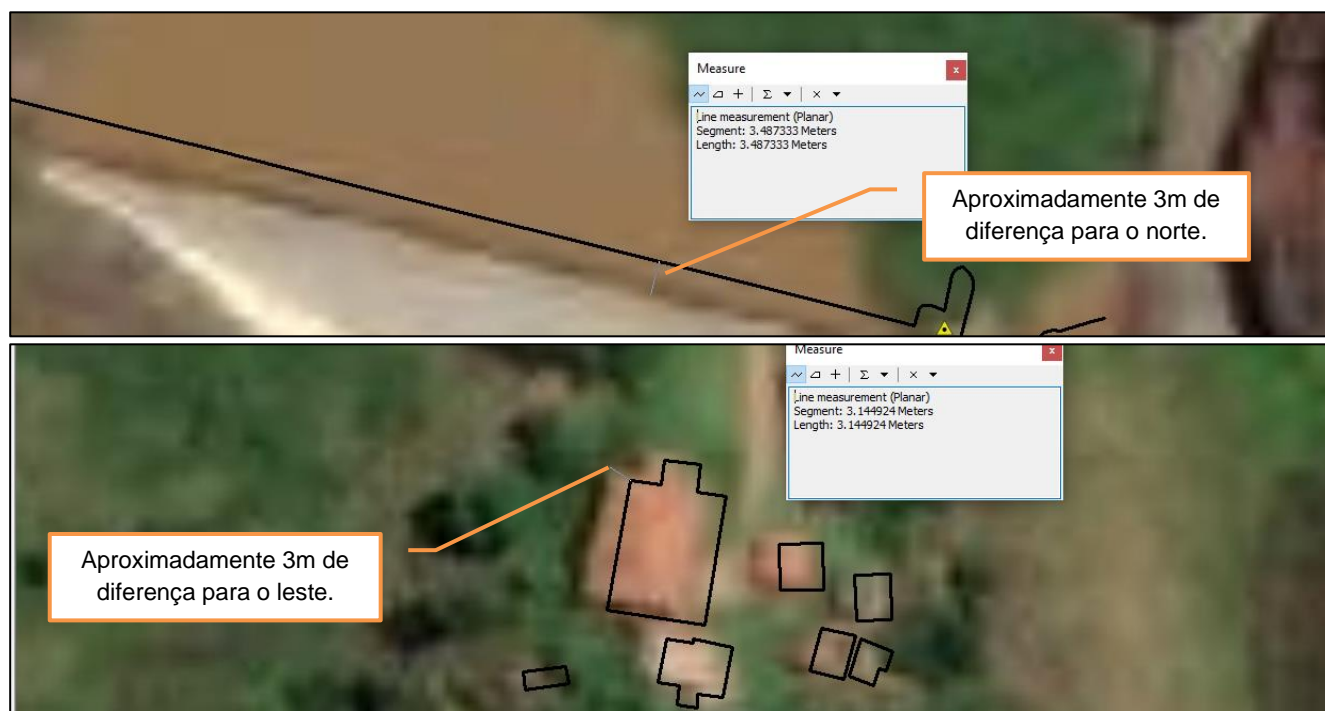 Measure
Line measurement (Planar)
Segment: 3.487333 Meters
Length: 3.487333 Meters
Aproximadamente 3m de
diferença para o norte.
Measure
Line measurement (Planar)
Segment: 3.144924 Meters
Length: 3.144924 Meters
Aproximadamente 3m de
diferença para o leste.